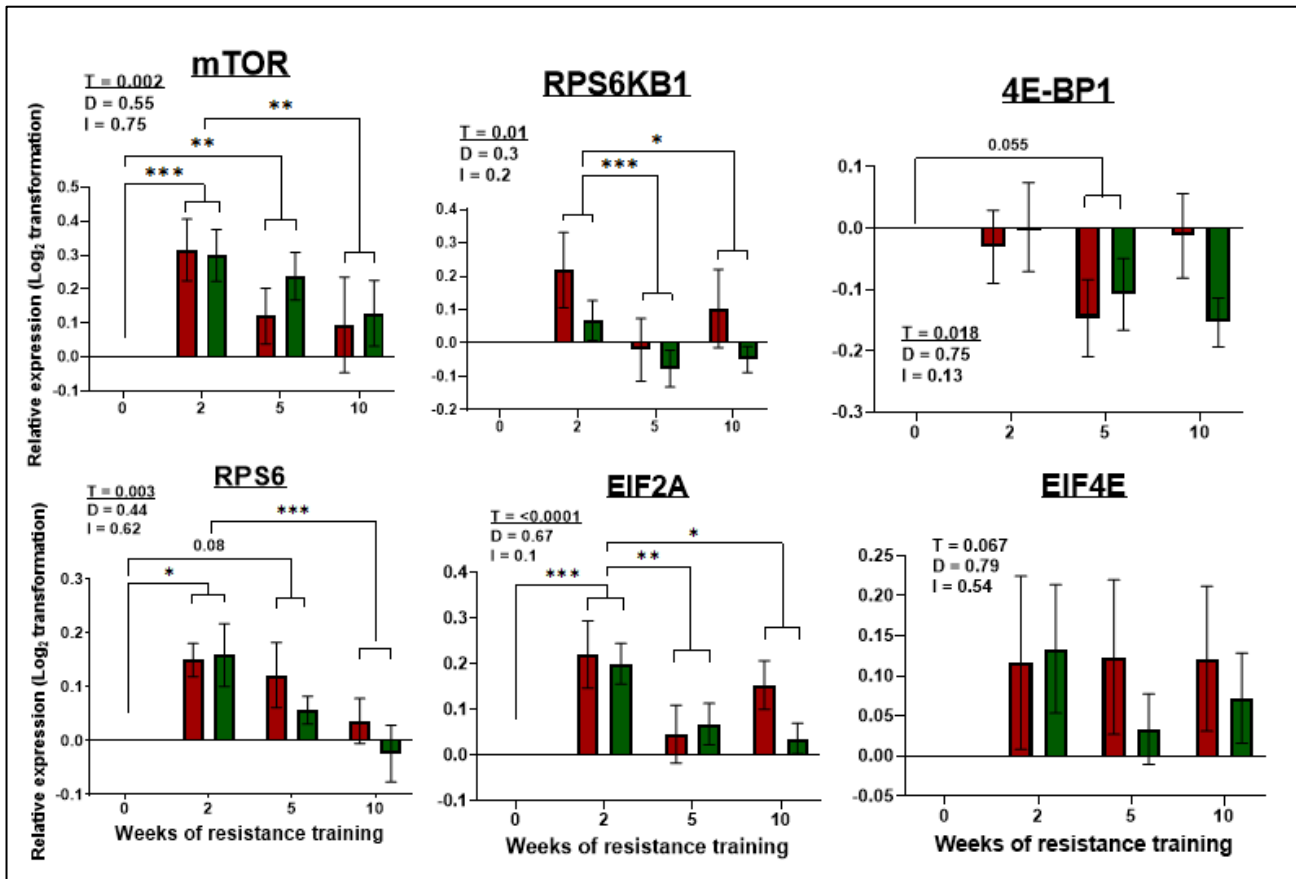 mTOR
T = 0.002
D = 0.55
I = 0.75
**
**
***
Relative expression (Log₂ transformation)
0.5
0.4
0.3
0.2
0.1
0.0
-0.1
0
2
5
10
RPS6KB1
T = 0.01
D = 0.3
I = 0.2
*
***
0.4
0.2
0.1
0.0
-0.1
-0.2
0
2
5
10
4E-BP1
0.055
0.1
0.0
-0.1
-0.2
-0.3
T = 0.018
D = 0.75
I = 0.13
0
2
5
10
RPS6
T = 0.003
D = 0.44
I = 0.62
***
0.08
*
Relative expression (Log₂ transformation)
0.3
0.2
0.1
0.0
-0.1
0
2
5
10
Weeks of resistance training
EIF2A
T = <0.0001
D = 0.67
I = 0.1
*
**
***
0.4
0.3
0.2
0.1
0.0
-0.1
0
2
5
10
Weeks of resistance training
EIF4E
T = 0.067
D = 0.79
I = 0.54
0.25
0.20
0.15
0.10
0.05
0.00
-0.05
0
2
5
10
Weeks of resistance training